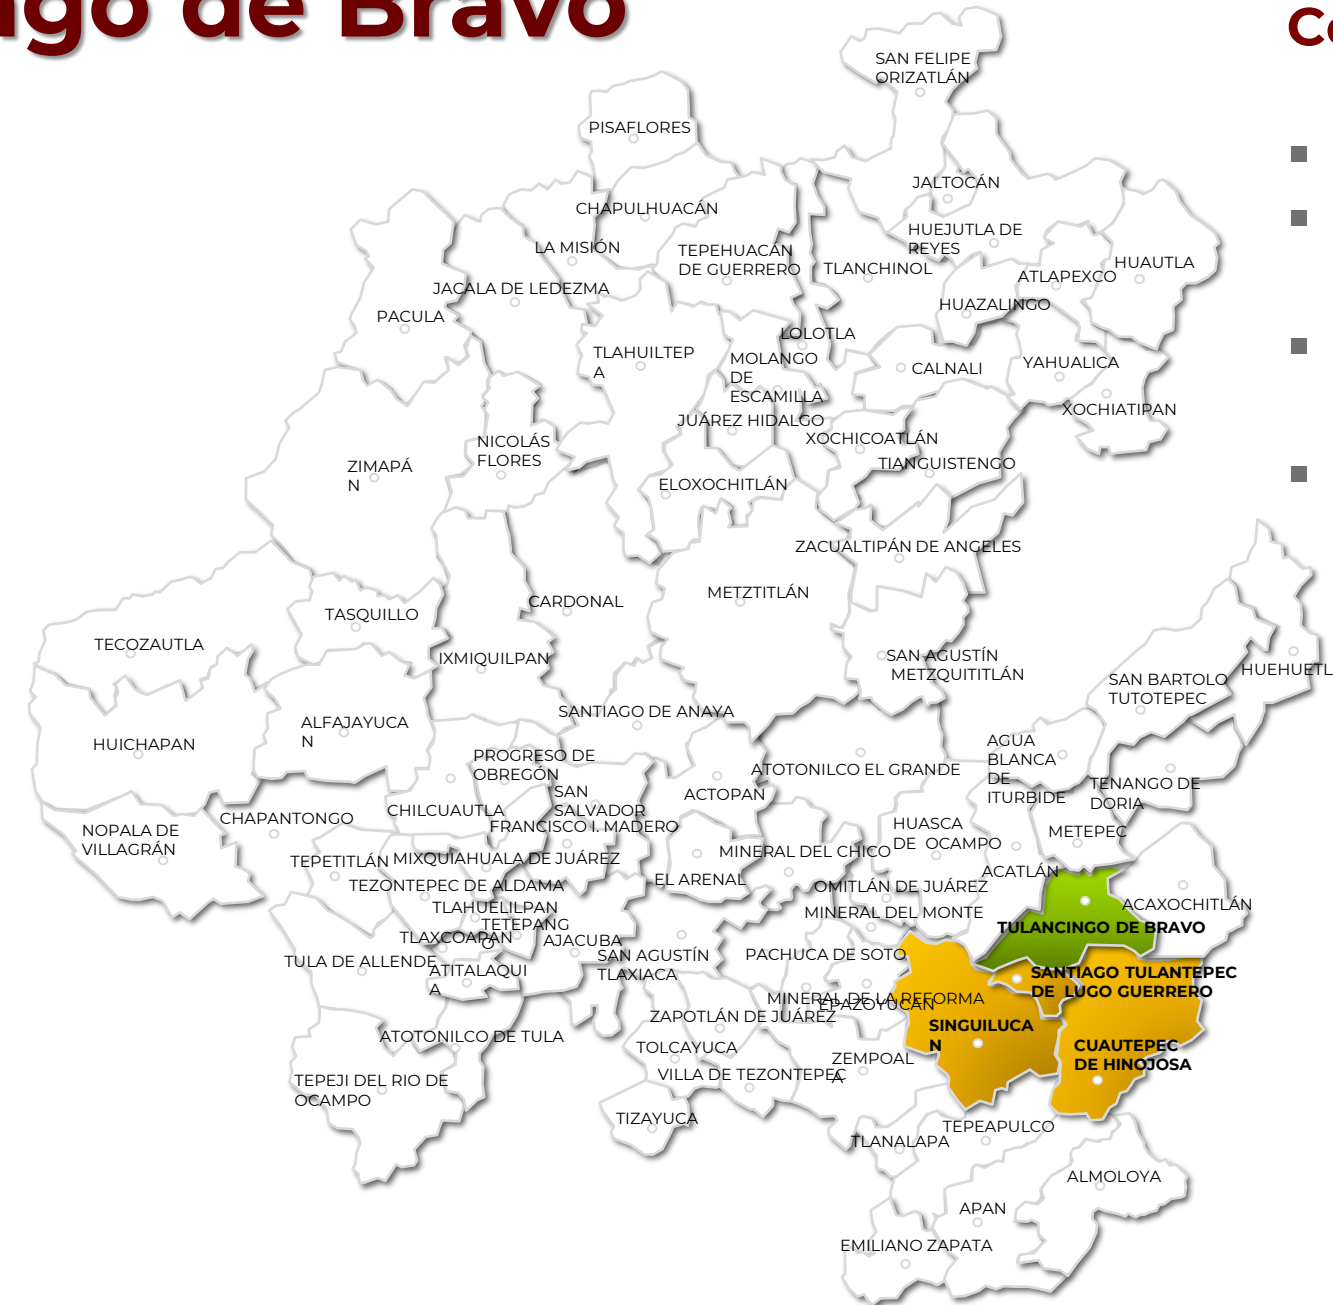 ngo de Bravo
Co
SAN FELIPE
ORIZATLÁN
PISAFLORES
JALTOCÁN
CHAPULHUACÁN
HUEJUTLA DE
REYES
LA MISIÓN
TEPEHUACÁN
DE GUERRERO
TLANCHINOL
HUAUTLA
ATLAPEXCO
JACALA DE LEDEZMA
HUAZALINGO
PACULA
LOLOTLA
TLAHUILTEP
A
MOLANGO
DE
ESCAMILLA
CALNALI
YAHUALICA
XOCHIATIPAN
JUÁREZ HIDALGO
XOCHICOATLÁN
NICOLÁS
FLORES
TIANGUISTENGO
ZIMAPÁ
N
ELOXOCHITLÁN
ZACUALTIPÁN DE ANGELES
METZTITLÁN
CARDONAL
TASQUILLO
TECOZAUTLA
IXMIQUILPAN
SAN AGUSTÍN
METZQUITITLÁN
HUEHUETL
SAN BARTOLO
TUTOTEPEC
SANTIAGO DE ANAYA
ALFAJAYUCA
N
HUICHAPAN
AGUA
BLANCA
DE
ITURBIDE
PROGRESO DE
OBREGÓN
ATOTONILCO EL GRANDE
TENANGO DE
DORIA
SAN
SALVADOR
ACTOPAN
CHILCUAUTLA
CHAPANTONGO
FRANCISCO I. MADERO
HUASCA
DE OCAMPO
METEPEC
NOPALA DE
VILLAGRÁN
MINERAL DEL CHICO
TEPETITLÁN
MIXQUIAHUALA DE JUÁREZ
ACATLÁN
EL ARENAL
TEZONTEPEC DE ALDAMA
OMITLÁN DE JUÁREZ
ACAXOCHITLÁN
TLAHUELILPAN
MINERAL DEL MONTE
TETEPANG
O
TULANCINGO DE BRAVO
TLAXCOAPAN
AJACUBA
SAN AGUSTÍN
TLAXIACA
PACHUCA DE SOTO
TULA DE ALLENDE
ATITALAQUI
A
SANTIAGO TULANTEPEC
DE LUGO GUERRERO
MINERAL DE LA REFORMA
EPAZOYUCAN
ZAPOTLÁN DE JUÁREZ
SINGUILUCA
N
ATOTONILCO DE TULA
TOLCAYUCA
CUAUTEPEC
DE HINOJOSA
ZEMPOAL
A
VILLA DE TEZONTEPEC
TEPEJI DEL RIO DE
OCAMPO
TIZAYUCA
TEPEAPULCO
TLANALAPA
ALMOLOYA
APAN
EMILIANO ZAPATA